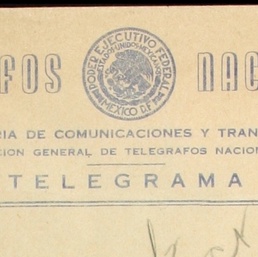 PODER EJECUTIVO FEDERAL
ESTADOS UNIDOS MEXICANOS
MEXICO D.F.
FOS NAC
RIA DE COMUNICACIONES Y TRAN
CION GENERAL DE TELEGRAFOS NACION
TELEGRAMA